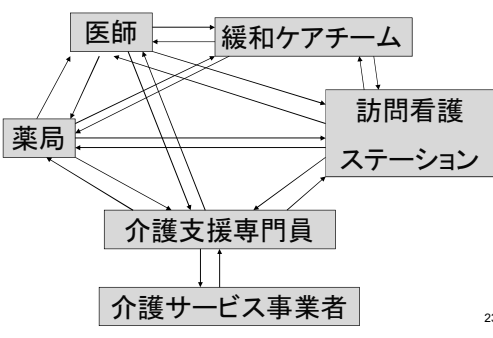 医師
緩和ケアチーム
薬局
訪問看護
ステーション
介護支援専門員
介護サービス事業者
23